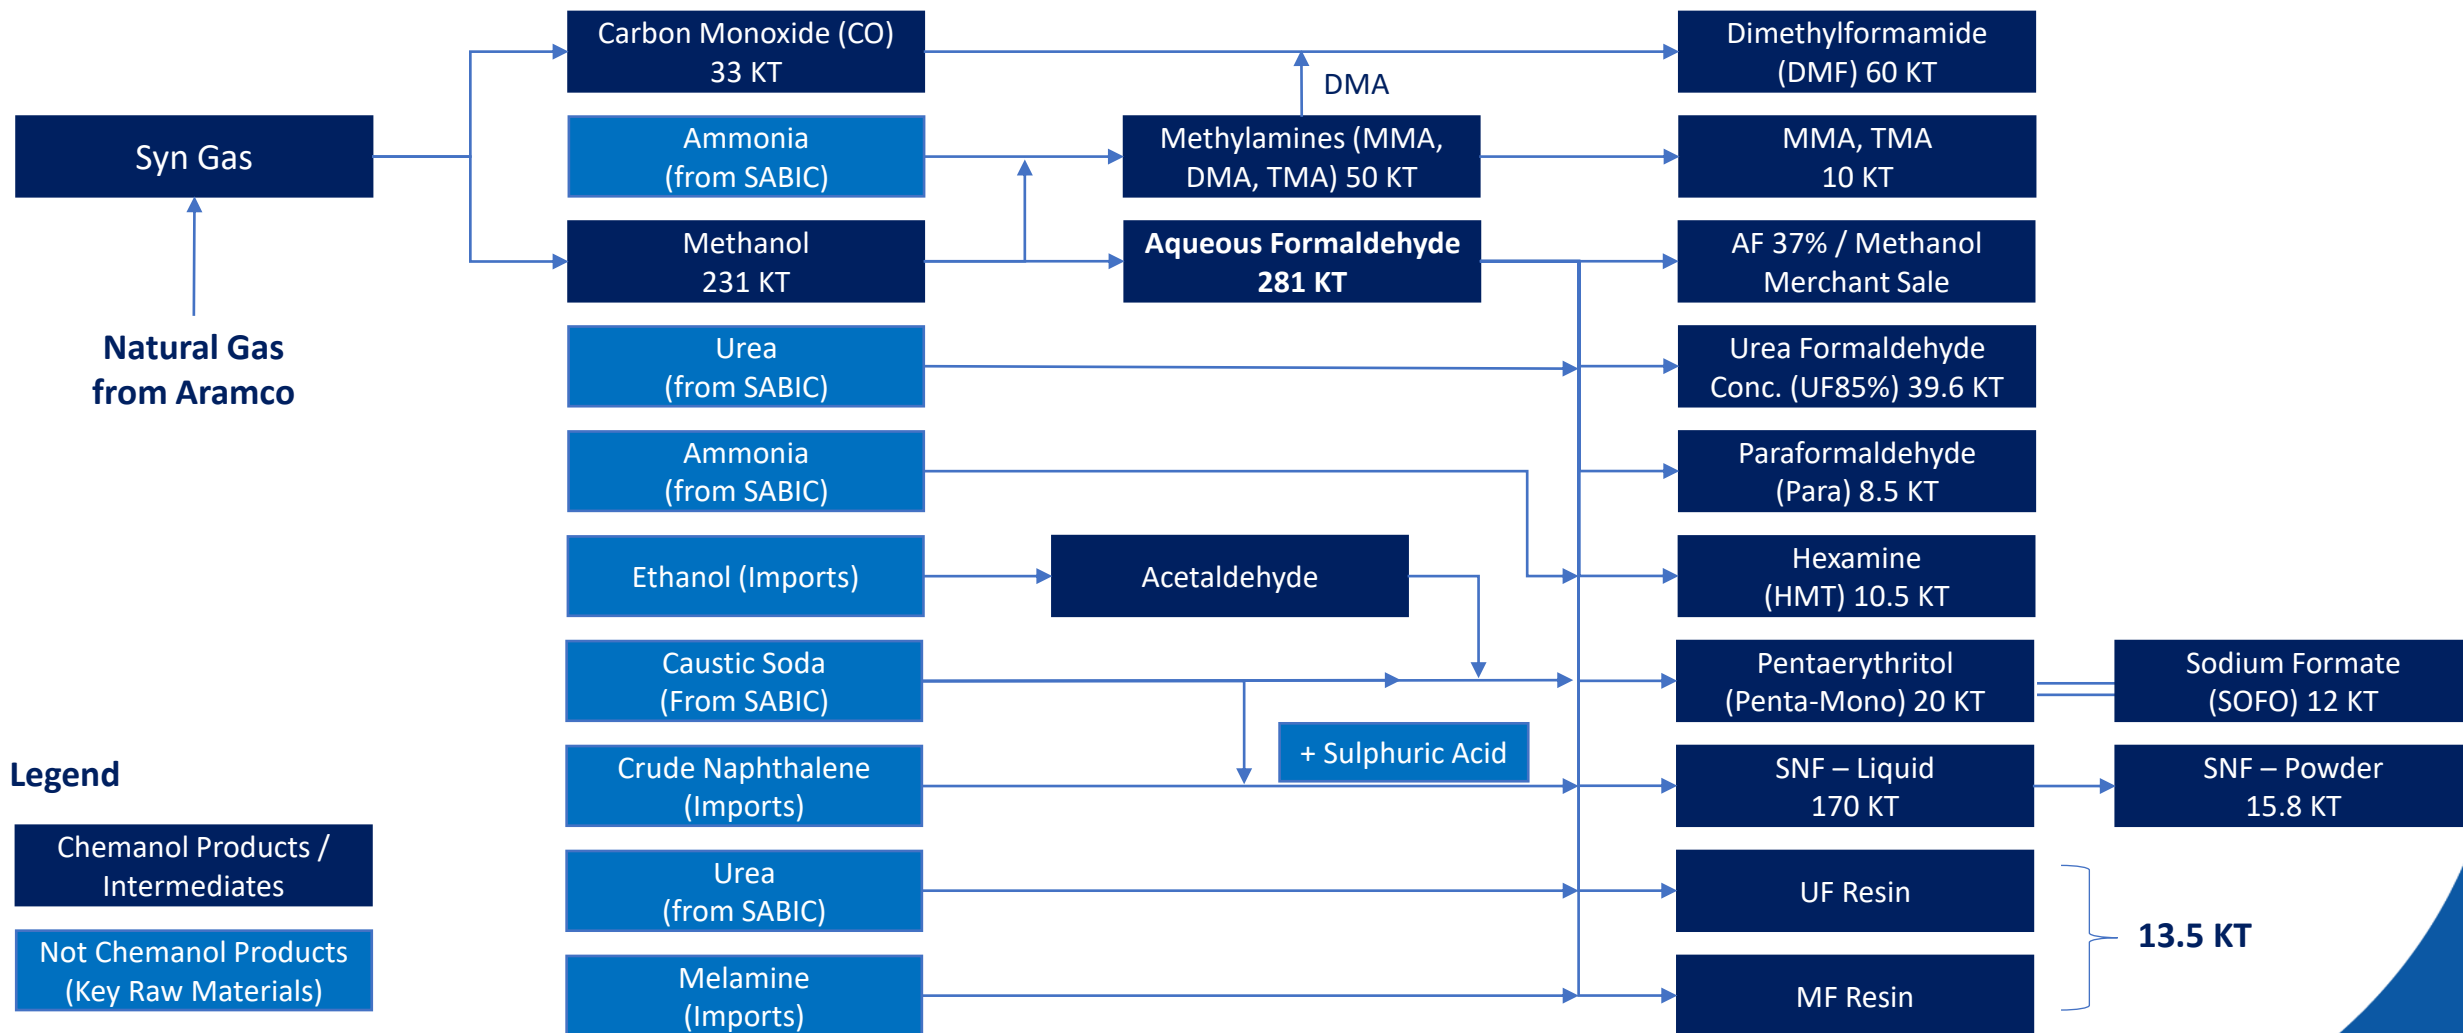 Carbon Monoxide (CO)
33 KT
Dimethylformamide
(DMF) 60 KT
DMA
Syn Gas
Ammonia
(from SABIC)
Methylamines (MMA,
DMA, TMA) 50 KT
MMA, TMA
10 KT
Methanol
231 KT
Aqueous Formaldehyde
281 KT
AF 37% / Methanol
Merchant Sale
Natural Gas
from Aramco
Urea
(from SABIC)
Urea Formaldehyde
Conc. (UF85%) 39.6 KT
Ammonia
(from SABIC)
Paraformaldehyde
(Para) 8.5 KT
Ethanol (Imports)
Acetaldehyde
Hexamine
(HMT) 10.5 KT
Caustic Soda
(From SABIC)
Pentaerythritol
(Penta-Mono) 20 KT
Sodium Formate
(SOFO) 12 KT
+ Sulphuric Acid
Crude Naphthalene
(Imports)
SNF – Liquid
170 KT
SNF – Powder
15.8 KT
Urea
(from SABIC)
UF Resin
13.5 KT
Melamine
(Imports)
MF Resin
Legend
Chemanol Products /
Intermediates
Not Chemanol Products
(Key Raw Materials)